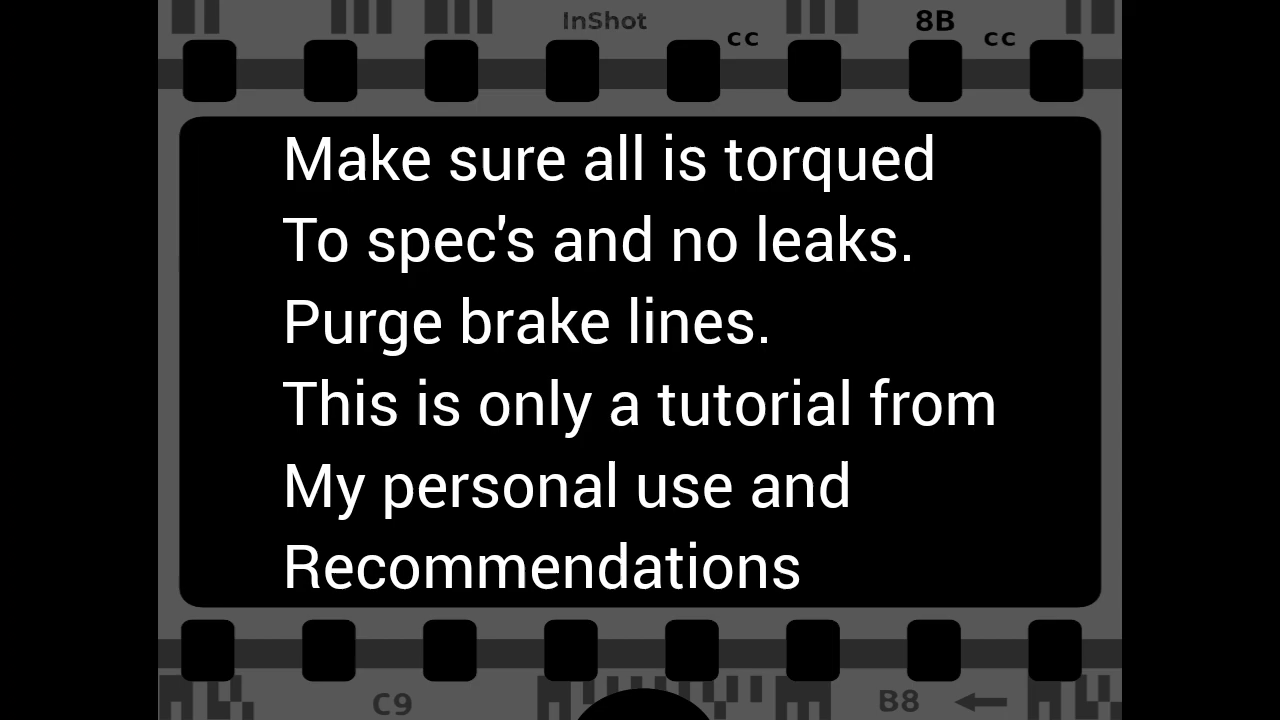 InShot
8B
cc
cc
Make sure all is torqued
To spec's and no leaks.
Purge brake lines.
This is only a tutorial from
My personal use and
Recommendations
C9
B8